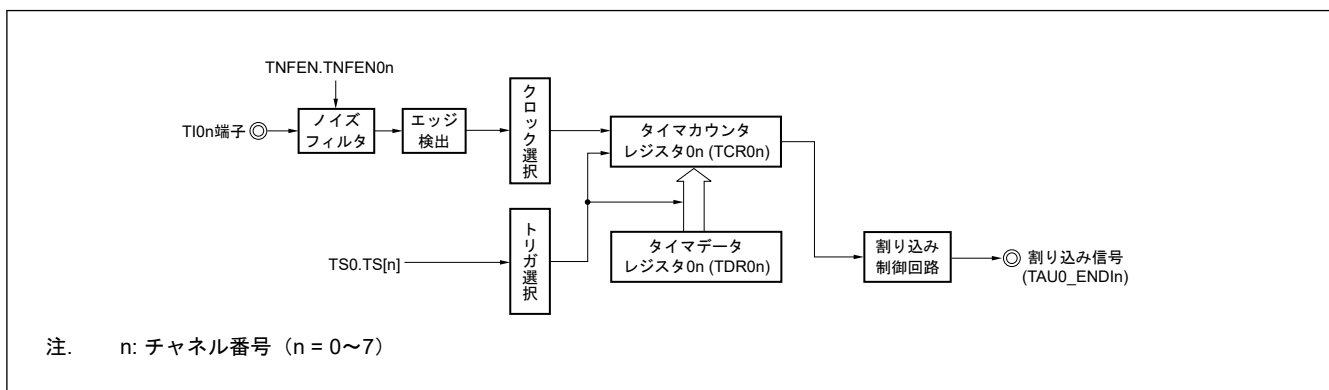 TNFEN.TNFEN0n
TI0n端子
ノイズ
フィルタ
エッジ
検出
クロック選択
タイマカウンタ
レジスタ0n (TCR0n)
TS0.TS[n]
トリガ選択
タイマデータ
レジスタ0n (TDR0n)
割り込み
制御回路
割り込み信号
(TAU0_ENDIn)
注. n: チャネル番号（n = 0～7）